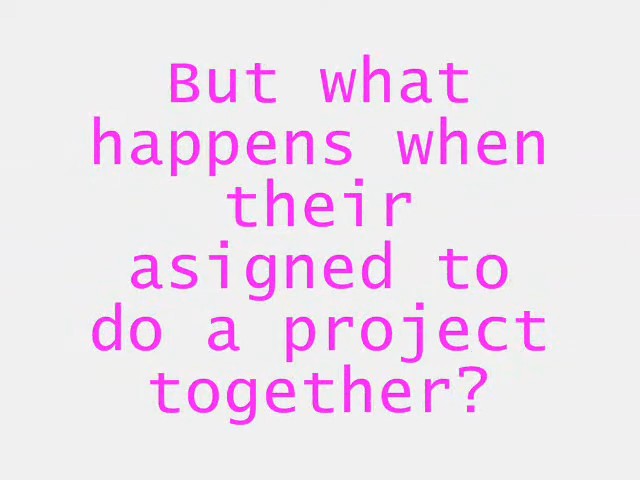 But what
happens when
their
asigned to
do a project
together?